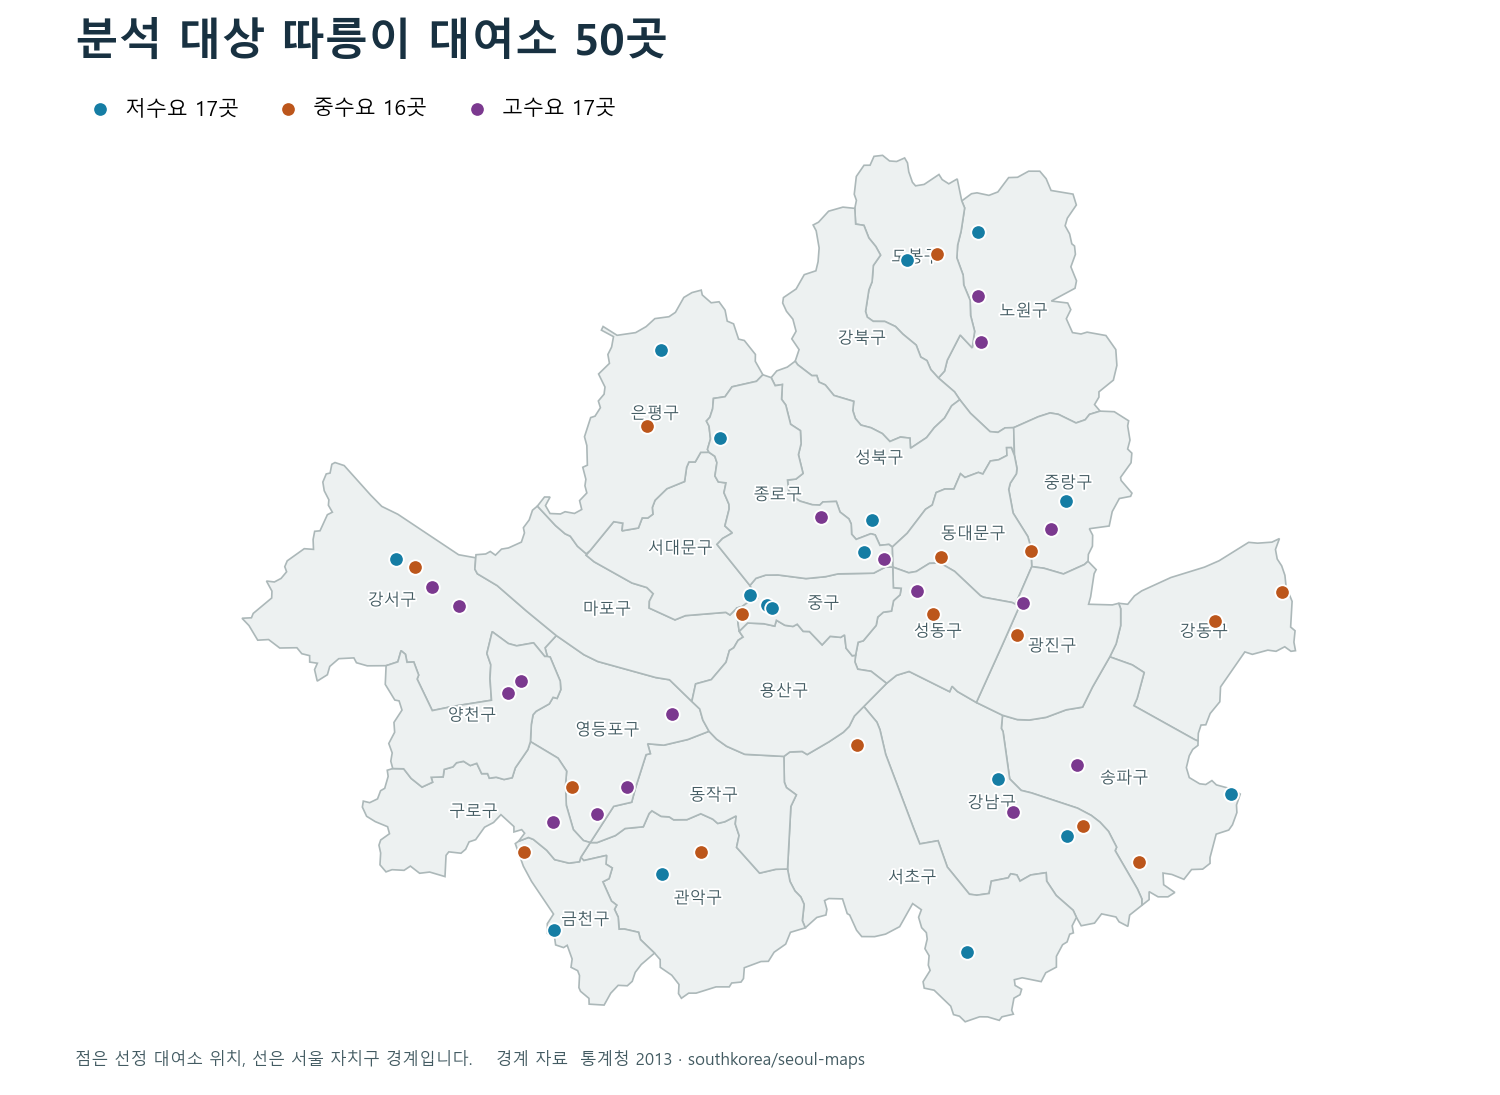 분석 대상 따릉이 대여소 50곳
저수요 17곳 중수요 16곳 고수요 17곳
도봉구
노원구
강북구
은평구
성북구
중랑구
종로구
동대문구
서대문구
강서구
마포구
중구
성동구
강동구
광진구
용산구
양천구
영등포구
송파구
동작구
강남구
구로구
서초구
관악구
금천구
점은 선정 대여소 위치, 선은 서울 자치구 경계입니다. 경계 자료 통계청 2013 · southkorea/seoul-maps